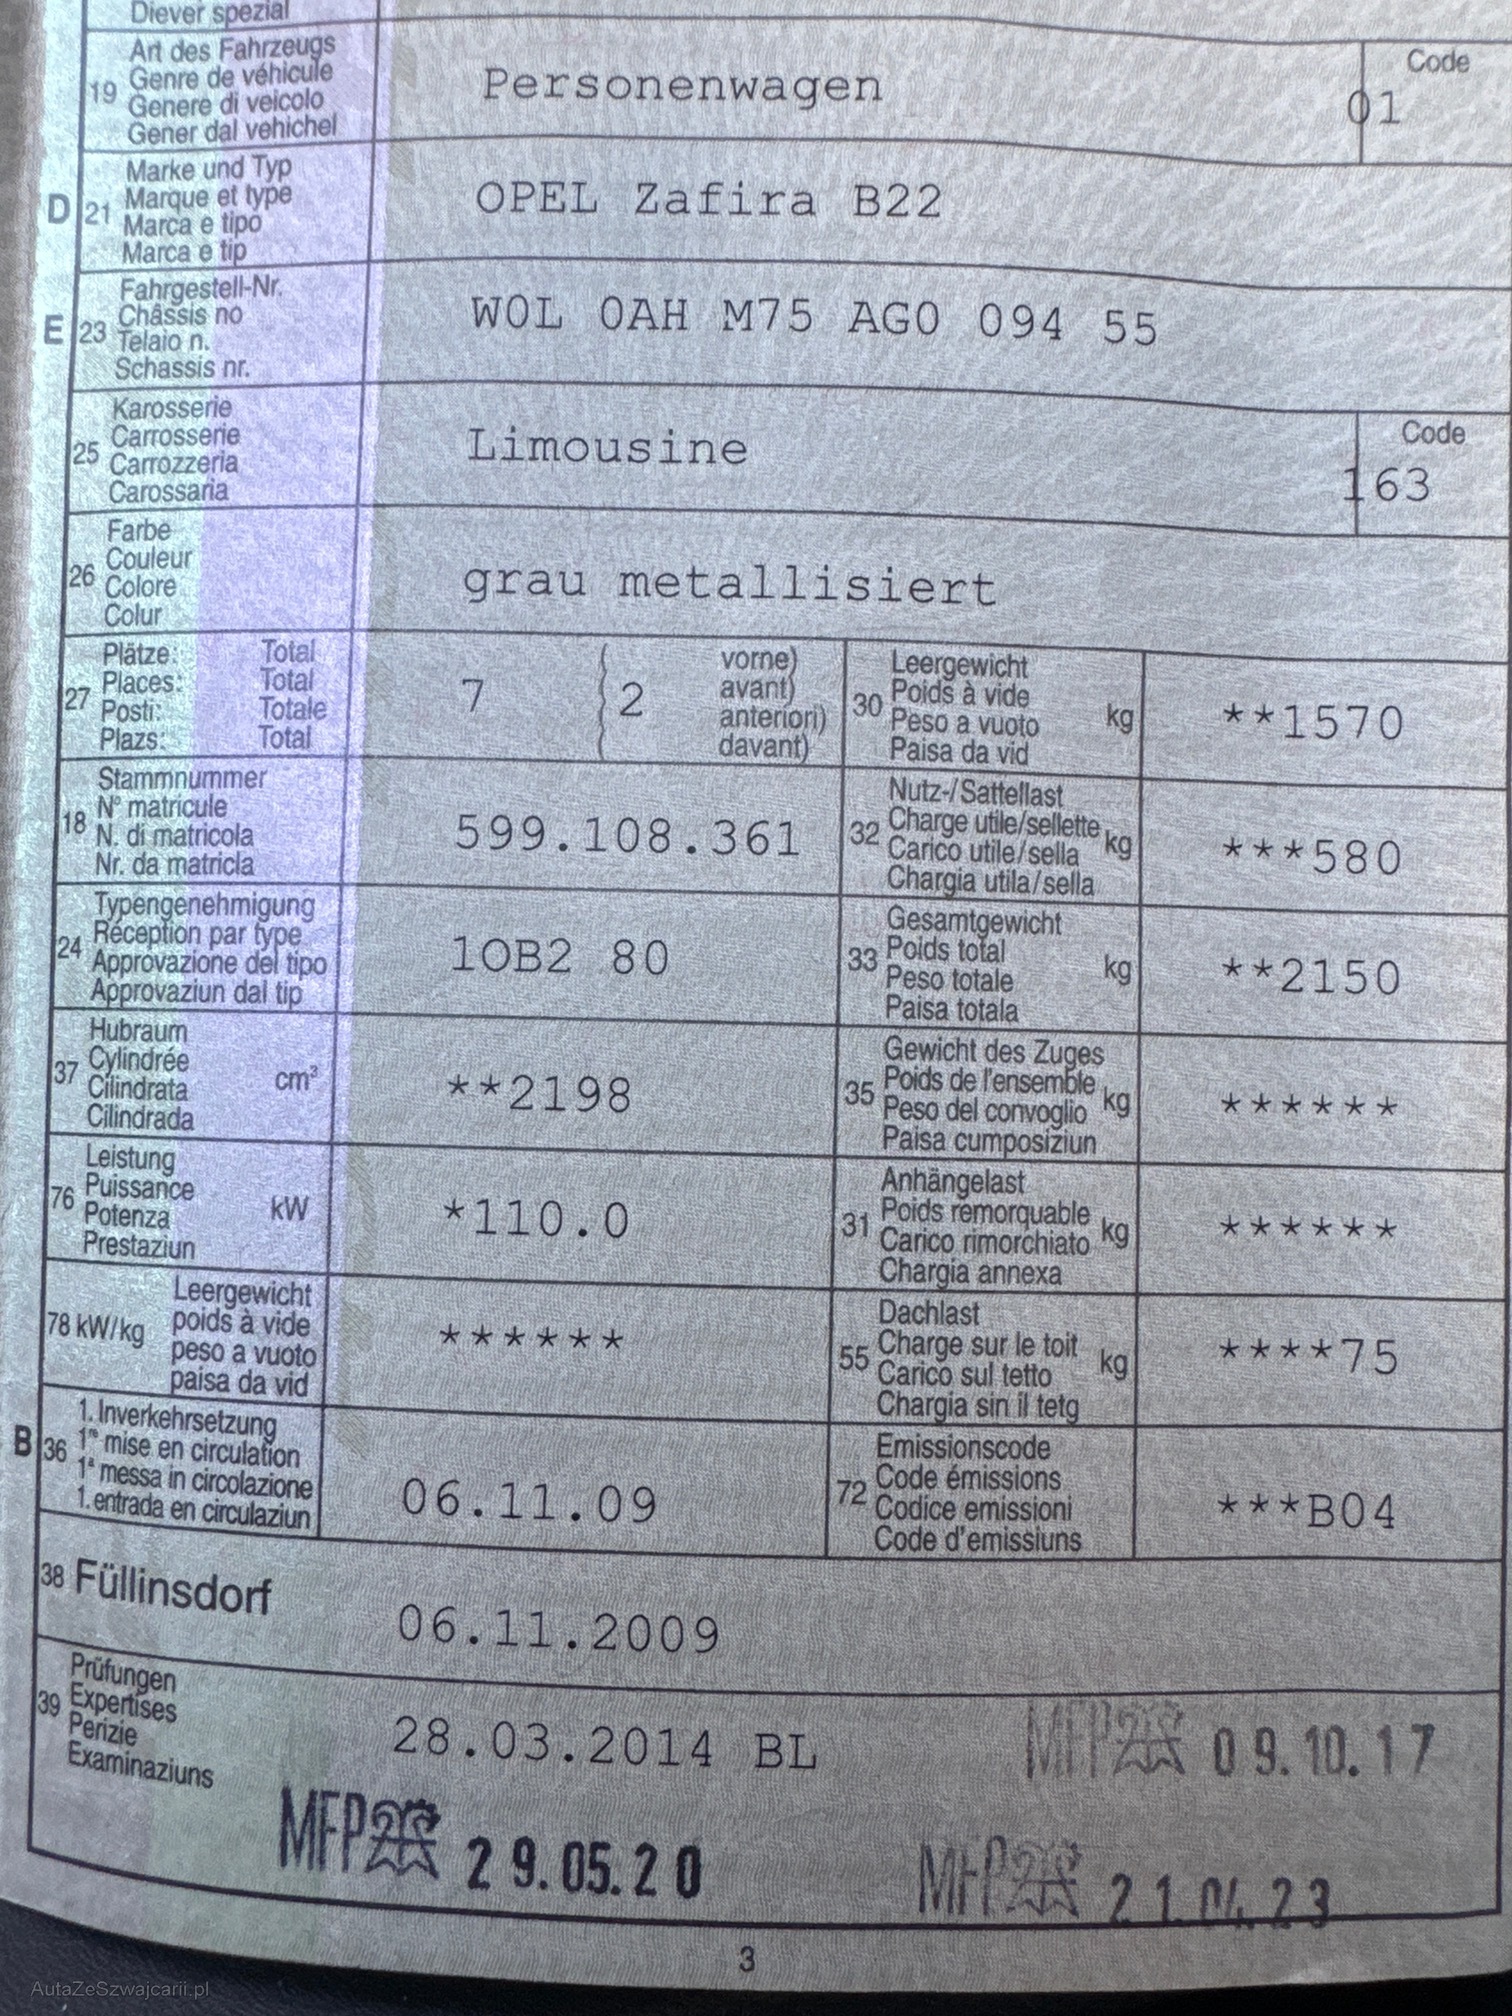 Diever spezial
19
Art des Fahrzeugs
Genre de véhicule
Genere di veicolo
Gener dal vehichel
Personenwagen
Code
01
D
21
Marke und Typ
Marque et type
Marca e tipo
Marca e tip
OPEL Zafira B22
E
23
Fahrgestell-Nr.
Châssis no
Telaio n.
Schassis nr.
W0L 0AH M75 AG0 094 55
25
Karosserie
Carrosserie
Carrozzeria
Carossaria
Limousine
Code
163
26
Farbe
Couleur
Colore
Colur
grau metallisiert
27
Plätze: Total
Places: Total
Posti: Totale
Plazs: Total
7
2
vorne)
avant)
anteriori)
davant)
30
Leergewicht
Poids à vide
Peso a vuoto
Paisa da vid
kg
**1570
18
Stammnummer
N° matricule
N. di matricola
Nr. da matricla
599.108.361
32
Nutz-/Sattellast
Charge utile/sellette
Carico utile/sella
Chargia utila/sella
kg
***580
24
Typengenehmigung
Réception par type
Approvazione del tipo
Approvaziun dal tip
1OB2 80
33
Gesamtgewicht
Poids total
Peso totale
Paisa totala
kg
**2150
37
Hubraum
Cylindrée
Cilindrata
Cilindrada
cm³
**2198
35
Gewicht des Zuges
Poids de l'ensemble
Peso del convoglio
Paisa cumposiziun
kg
******
76
Leistung
Puissance
Potenza
Prestaziun
kW
*110.0
31
Anhängelast
Poids remorquable
Carico rimorchiato
Chargia annexa
kg
******
78 kW/kg
Leergewicht
poids à vide
peso a vuoto
paisa da vid
******
55
Dachlast
Charge sur le toit
Carico sul tetto
Chargia sin il tetg
kg
****75
B
36
1. Inverkehrsetzung
1re mise en circulation
1a messa in circolazione
1. entrada en circulaziun
06.11.09
72
Emissionscode
Code émissions
Codice emissioni
Code d'emissiuns
***B04
38 Füllinsdorf
06.11.2009
39
Prüfungen
Expertises
Perizie
Examinaziuns
28.03.2014 BL
MFP 09.10.17
MFP 29.05.20
MFP 21.04.23
3
AutaZeSzwajcarii.pl